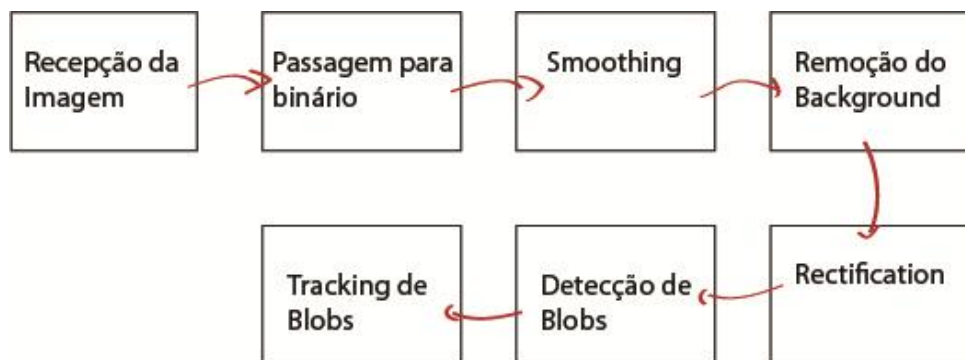 Recepção da
Imagem
Passagem para
binário
Smoothing
Remoção do
Background
Tracking de
Blobs
Detecção de
Blobs
Rectification